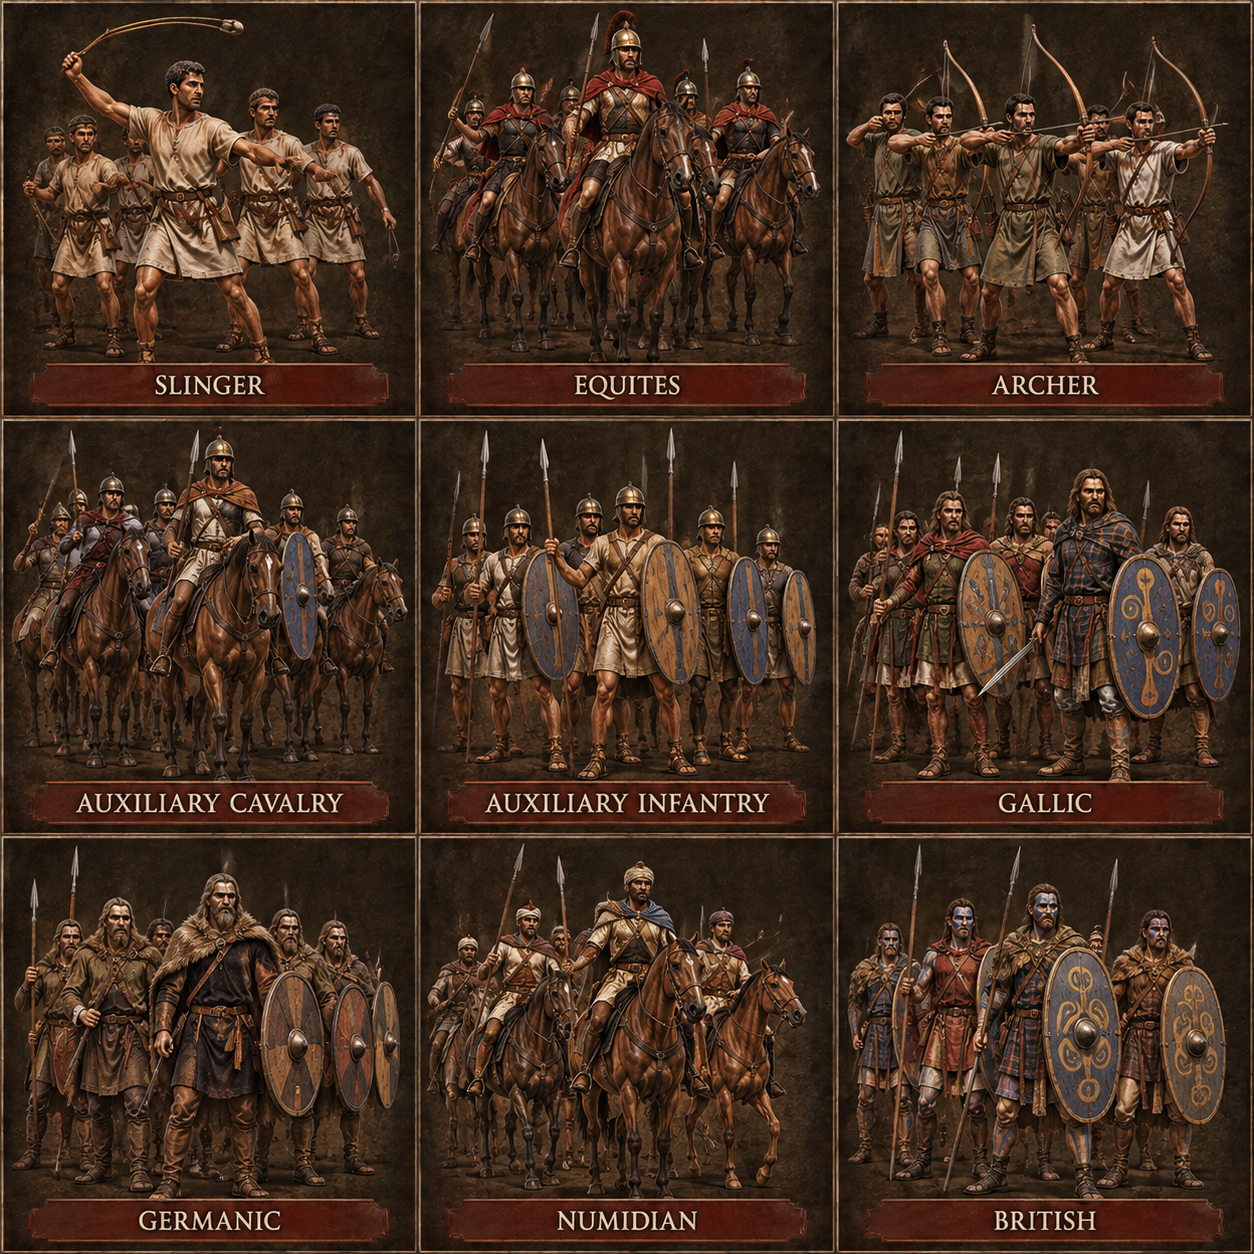 SLINGER
EQUITES
ARCHER
AUXILIARY CAVALRY
AUXILIARY INFANTRY
GALLIC
GERMANIC
NUMIDIAN
BRITISH